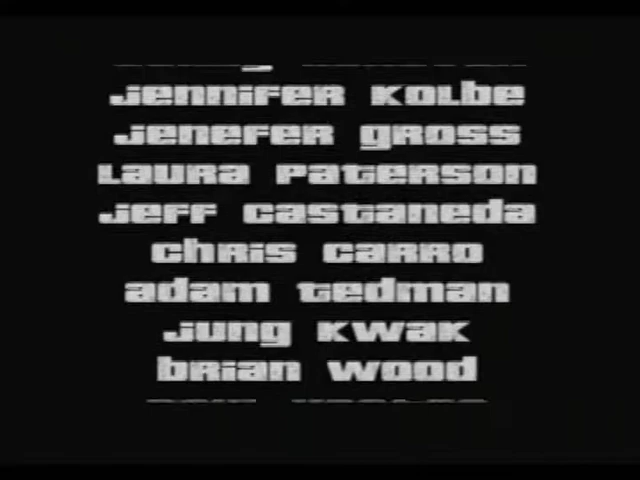 Jennifer Kolbe
Jenefer Gross
Laura Paterson
Jeff Castaneda
Chris Carro
Adam Tedman
Jung Kwak
Brian Wood